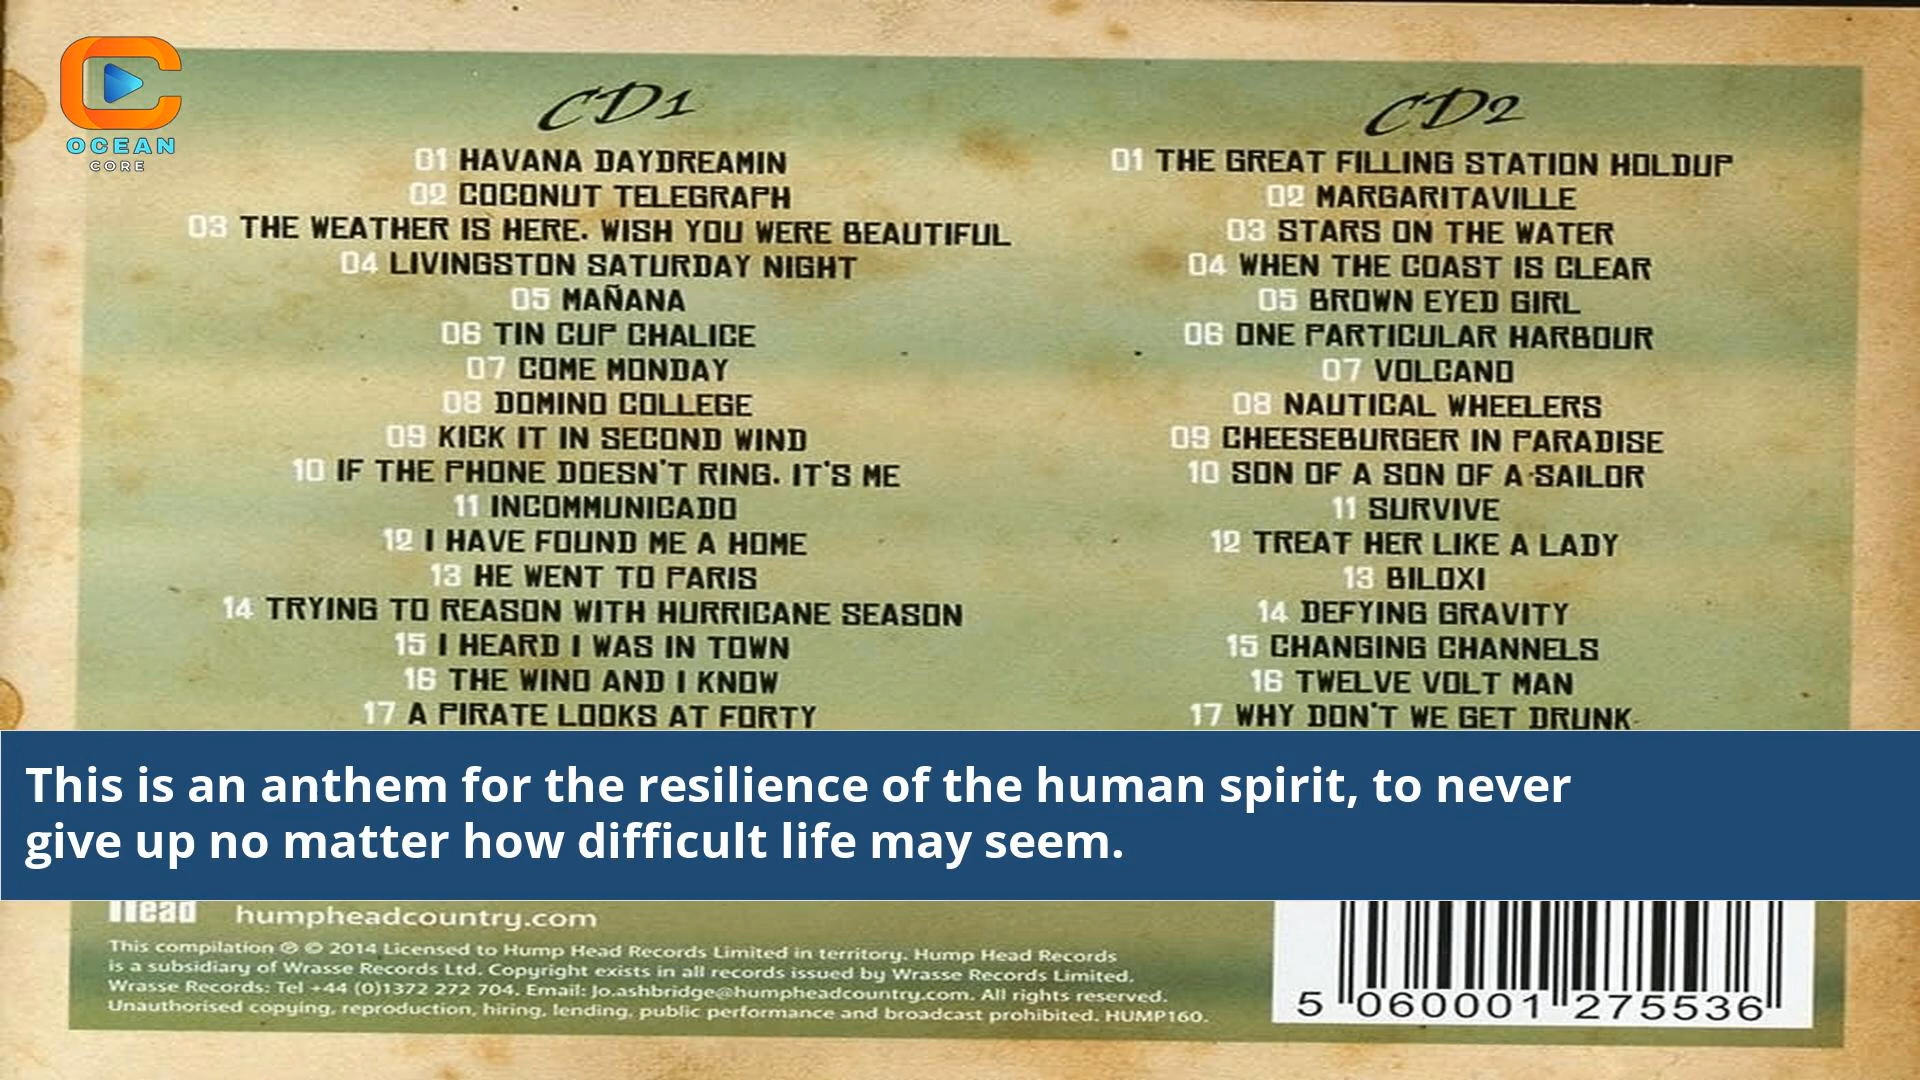 OCEAN
CORE
CD1
01 HAVANA DAYDREAMIN
02 COCONUT TELEGRAPH
03 THE WEATHER IS HERE. WISH YOU WERE BEAUTIFUL
04 LIVINGSTON SATURDAY NIGHT
05 MAÑANA
06 TIN CUP CHALICE
07 COME MONDAY
08 DOMINO COLLEGE
09 KICK IT IN SECOND WIND
10 IF THE PHONE DOESN'T RING. IT'S ME
11 INCOMMUNICADO
12 I HAVE FOUND ME A HOME
13 HE WENT TO PARIS
14 TRYING TO REASON WITH HURRICANE SEASON
15 I HEARD I WAS IN TOWN
16 THE WIND AND I KNOW
17 A PIRATE LOOKS AT FORTY
CD2
01 THE GREAT FILLING STATION HOLDUP
02 MARGARITAVILLE
03 STARS ON THE WATER
04 WHEN THE COAST IS CLEAR
05 BROWN EYED GIRL
06 ONE PARTICULAR HARBOUR
07 VOLCANO
08 NAUTICAL WHEELERS
09 CHEESEBURGER IN PARADISE
10 SON OF A SON OF A SAILOR
11 SURVIVE
12 TREAT HER LIKE A LADY
13 BILOXI
14 DEFYING GRAVITY
15 CHANGING CHANNELS
16 TWELVE VOLT MAN
17 WHY DON'T WE GET DRUNK
This is an anthem for the resilience of the human spirit, to never
give up no matter how difficult life may seem.
Head humpheadcountry.com
This compilation ℗ © 2014 Licensed to Hump Head Records Limited in territory. Hump Head Records
is a subsidiary of Wrasse Records Ltd. Copyright exists in all records issued by Wrasse Records Limited.
Wrasse Records: Tel +44 (0)1372 272 704. Email: Jo.ashbridge@humpheadcountry.com. All rights reserved.
Unauthorised copying, reproduction, hiring, lending, public performance and broadcast prohibited. HUMP160.
5 060001 275536